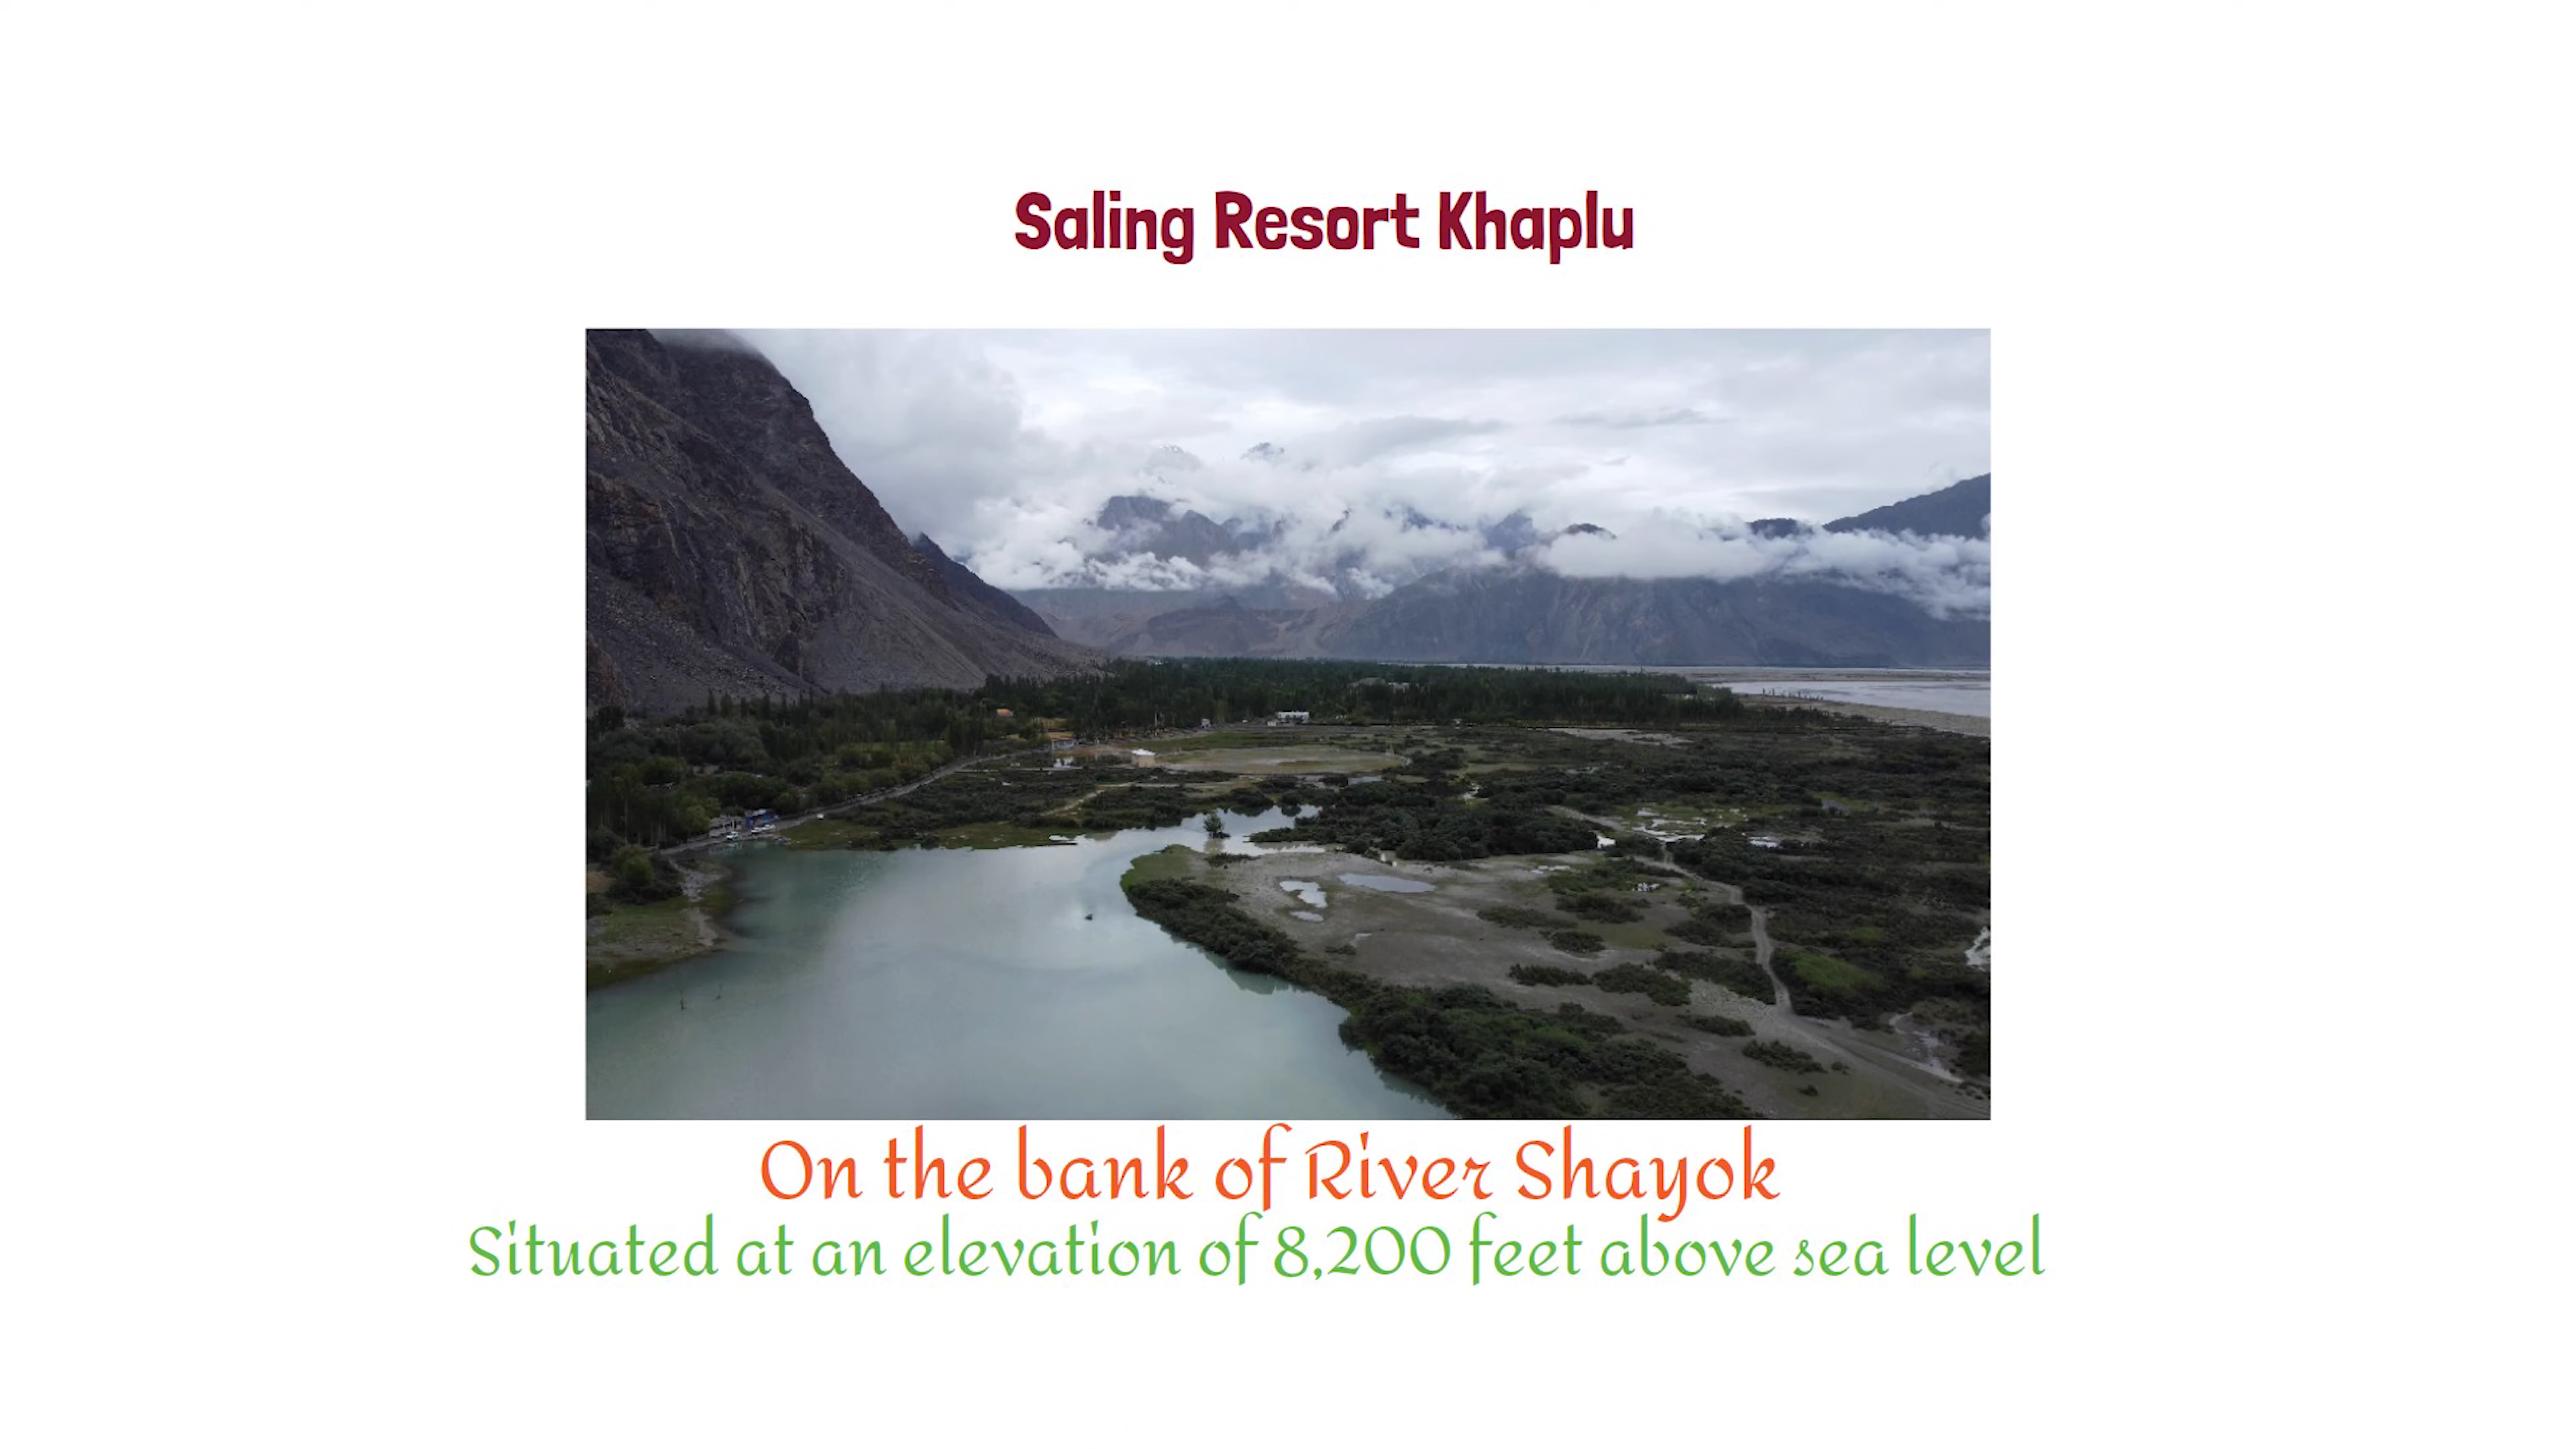 Saling Resort Khaplu
On the bank of River Shayok
Situated at an elevation of 8,200 feet above sea level